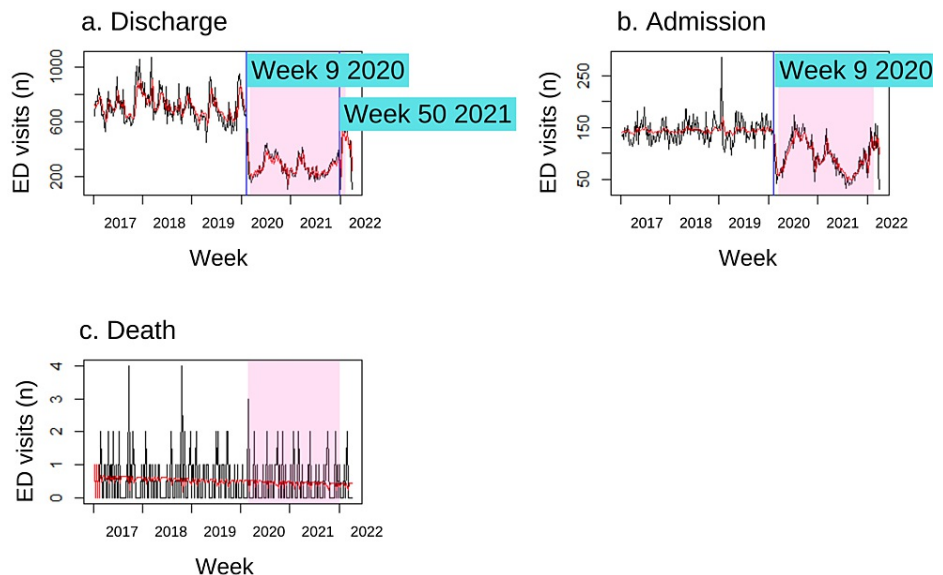 a. Discharge
ED visits (n)
1000
600
200
Week 9 2020
Week 50 2021
2017 2018 2019 2020 2021 2022
Week
b. Admission
ED visits (n)
250
150
50
Week 9 2020
2017 2018 2019 2020 2021 2022
Week
c. Death
ED visits (n)
4
3
2
1
0
2017 2018 2019 2020 2021 2022
Week